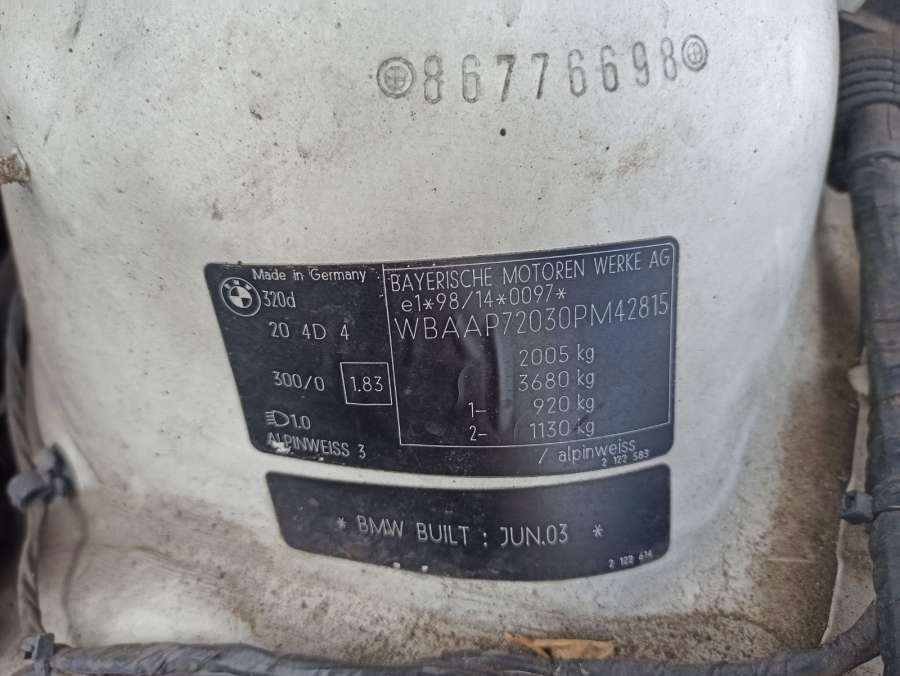 86776698
Made in Germany
320d
20 4D 4
300/0 1.83
1.0
ALPINWEISS 3
BAYERISCHE MOTOREN WERKE AG
e1*98/14*0097*
WBAAP72030PM42815
2005 kg
3680 kg
1- 920 kg
2- 1130 kg
/ alpinweiss
2 122 583
* BMW BUILT : JUN.03 *
2 122 614